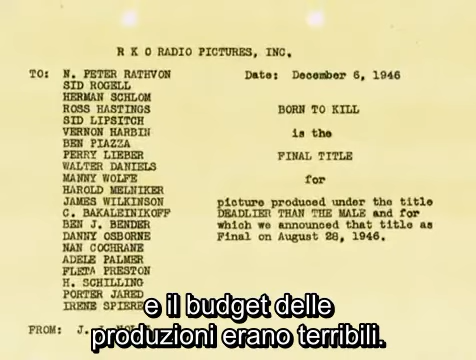 R K O RADIO PICTURES, INC.
TO: N. PETER RATHVON Date: December 6, 1946
SID ROGELL
HERMAN SCHLOM
ROSS HASTINGS BORN TO KILL
SID LIPSITCH
VERNON HARBIN is the
BEN PIAZZA
PERRY LIEBER FINAL TITLE
WALTER DANIELS
MANNY WOLFE for
HAROLD MELNIKER
JAMES WILKINSON picture produced under the title
C. BAKALEINIKOFF DEADLIER THAN THE MALE and for
BEN J. BENDER which we announced that title as
DANNY OSBORNE Final on August 28, 1946.
NAN COCHRANE
ADELE PALMER
FLETA PRESTON
H. SCHILLING
PORTER JARED
IRENE
e il budget delle
produzioni erano terribili.
FROM: J.